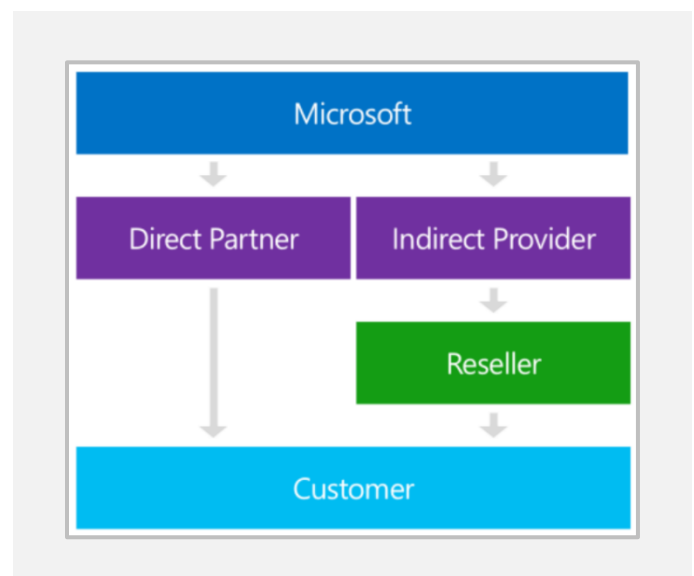 Microsoft
Direct Partner
Indirect Provider
Reseller
Customer